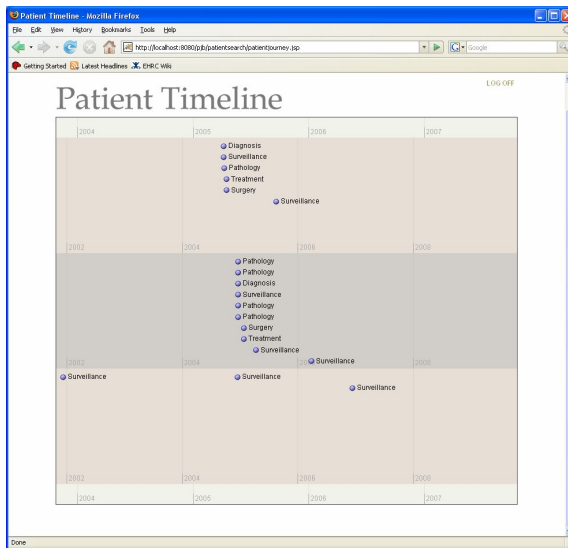 Patient Timeline - Mozilla Firefox
File Edit View History Bookmarks Tools Help
http://localhost:8080/pjb/patientsearch/patientjourney.jsp
Google
Getting Started Latest Headlines EHRC Wiki
LOG OFF
Patient Timeline
2004 2005 2006 2007
Diagnosis
Surveillance
Pathology
Treatment
Surgery
Surveillance
2002 2004 2006 2008
Pathology
Pathology
Diagnosis
Surveillance
Pathology
Pathology
Surgery
Treatment
Surveillance
Surveillance
2002 2004 2008
Surveillance Surveillance
Surveillance
2002 2004 2006 2008
2004 2005 2006 2007
Done